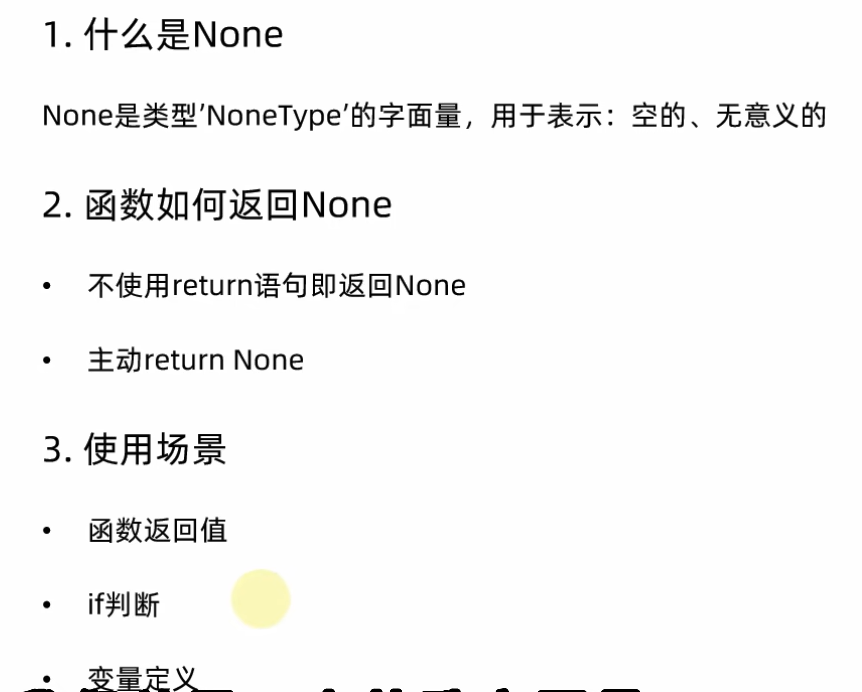 1. 什么是None
None是类型’NoneType’的字面量，用于表示：空的、无意义的
2. 函数如何返回None
• 不使用return语句即返回None
• 主动return None
3. 使用场景
• 函数返回值
• if判断
• 变量定义